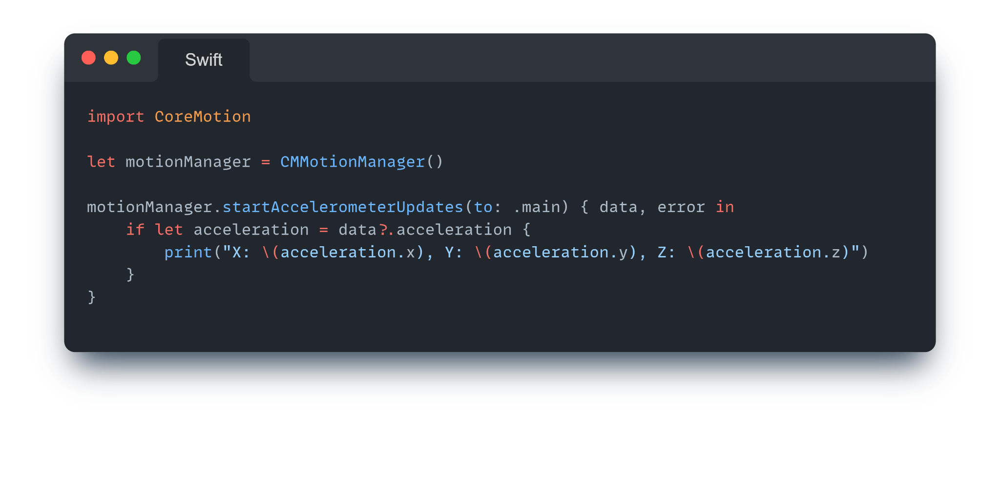 Swift
import CoreMotion
let motionManager = CMMotionManager()
motionManager.startAccelerometerUpdates(to: .main) { data, error in
    if let acceleration = data?.acceleration {
        print("X: \(acceleration.x), Y: \(acceleration.y), Z: \(acceleration.z)")
    }
}